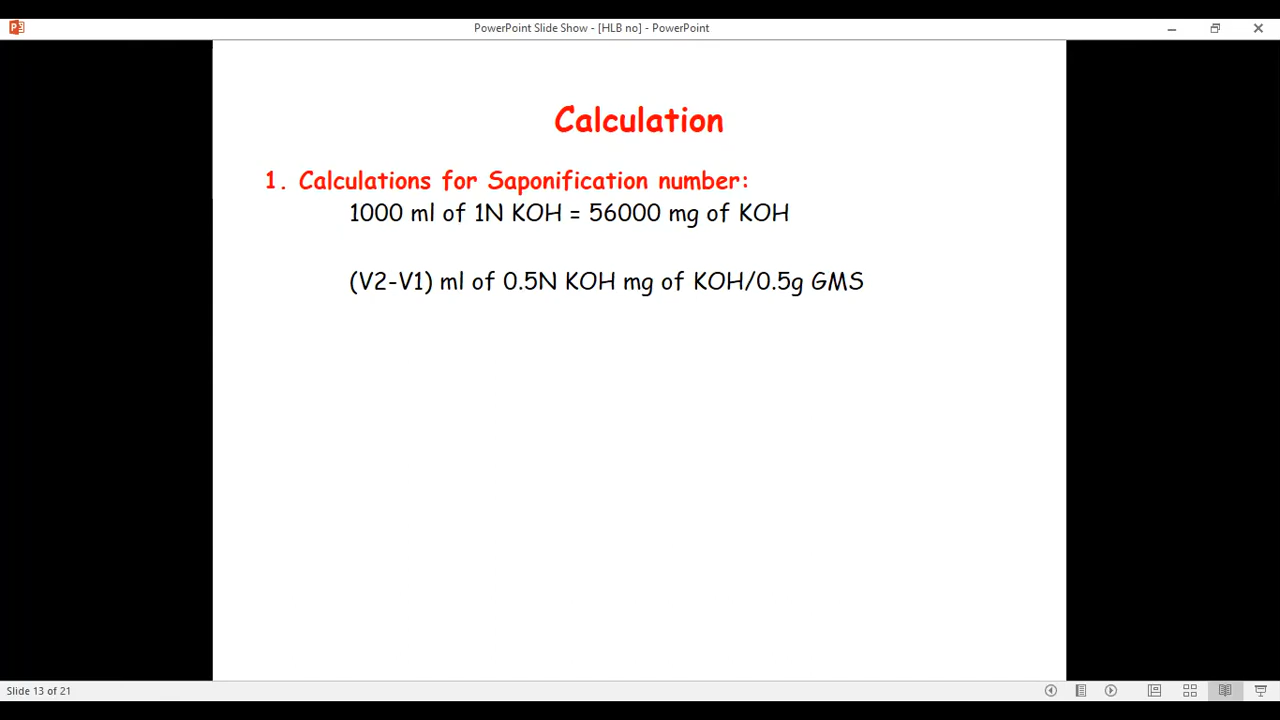 PowerPoint Slide Show - [HLB no] - PowerPoint
Calculation
1. Calculations for Saponification number:
1000 ml of 1N KOH = 56000 mg of KOH
(V2-V1) ml of 0.5N KOH mg of KOH/0.5g GMS
Slide 13 of 21